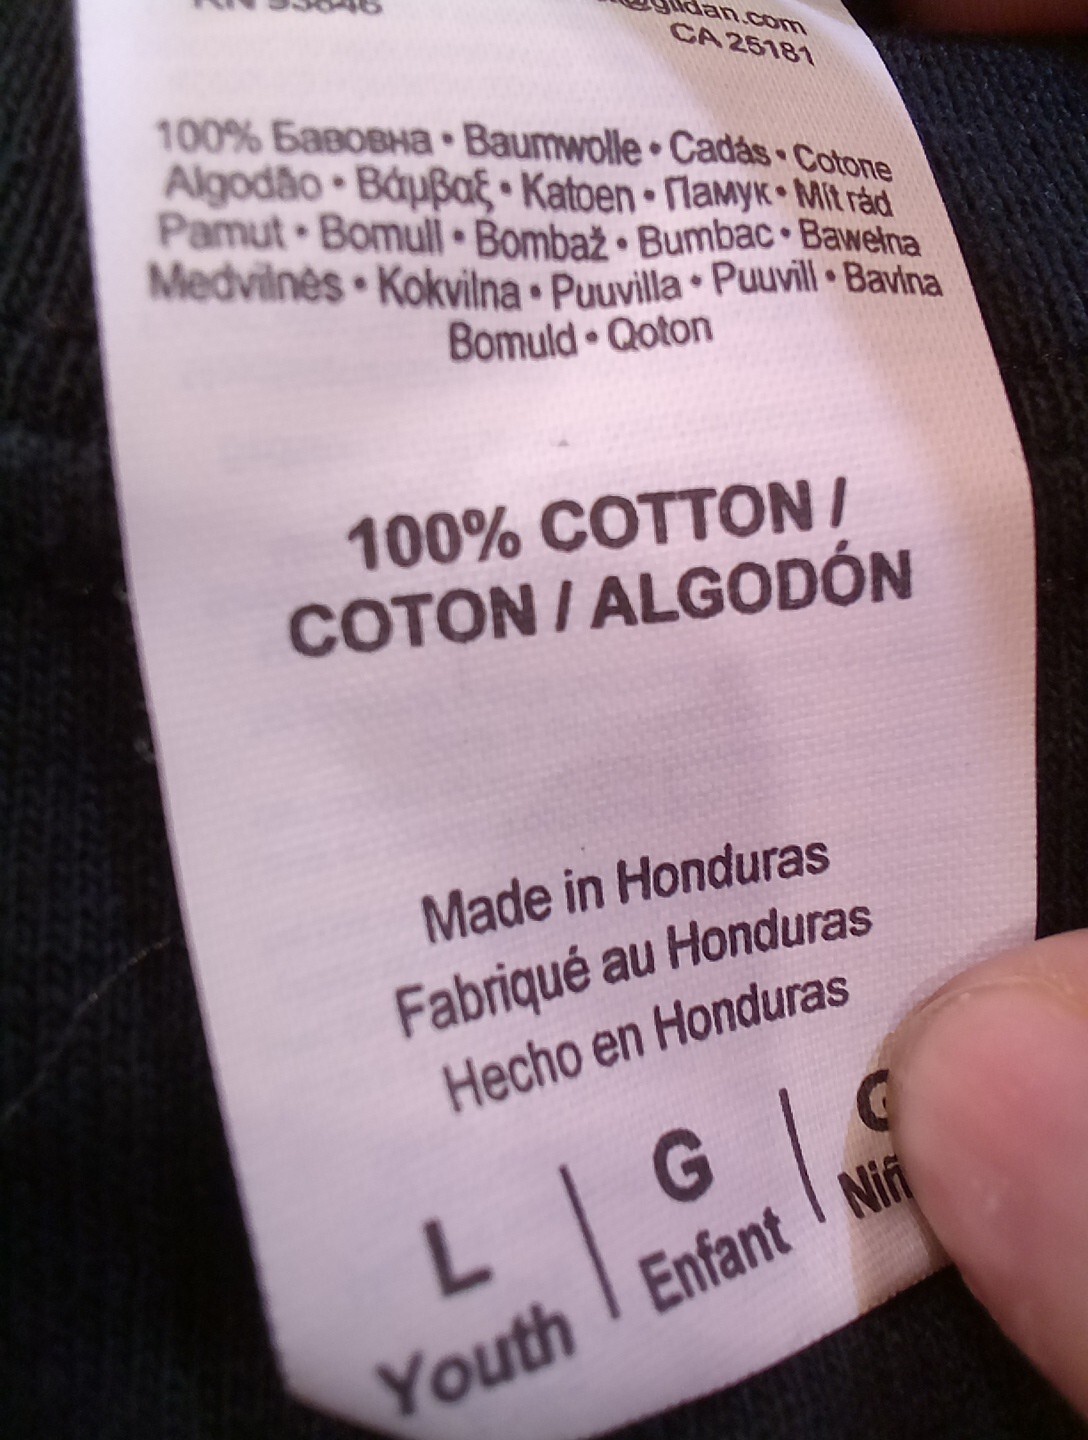 @gildan.com
CA 25181
100% Бавовна • Baumwolle • Cadás • Cotone
Algodão • Βάμβαξ • Katoen • Памук • Mít rád
Pamut • Bomull • Bombaž • Bumbac • Bawełna
Medvilnės • Kokvilna • Puuvilla • Puuvill • Bavlna
Bomuld • Qoton
100% COTTON /
COTON / ALGODÓN
Made in Honduras
Fabriqué au Honduras
Hecho en Honduras
L | G |
Youth Enfant